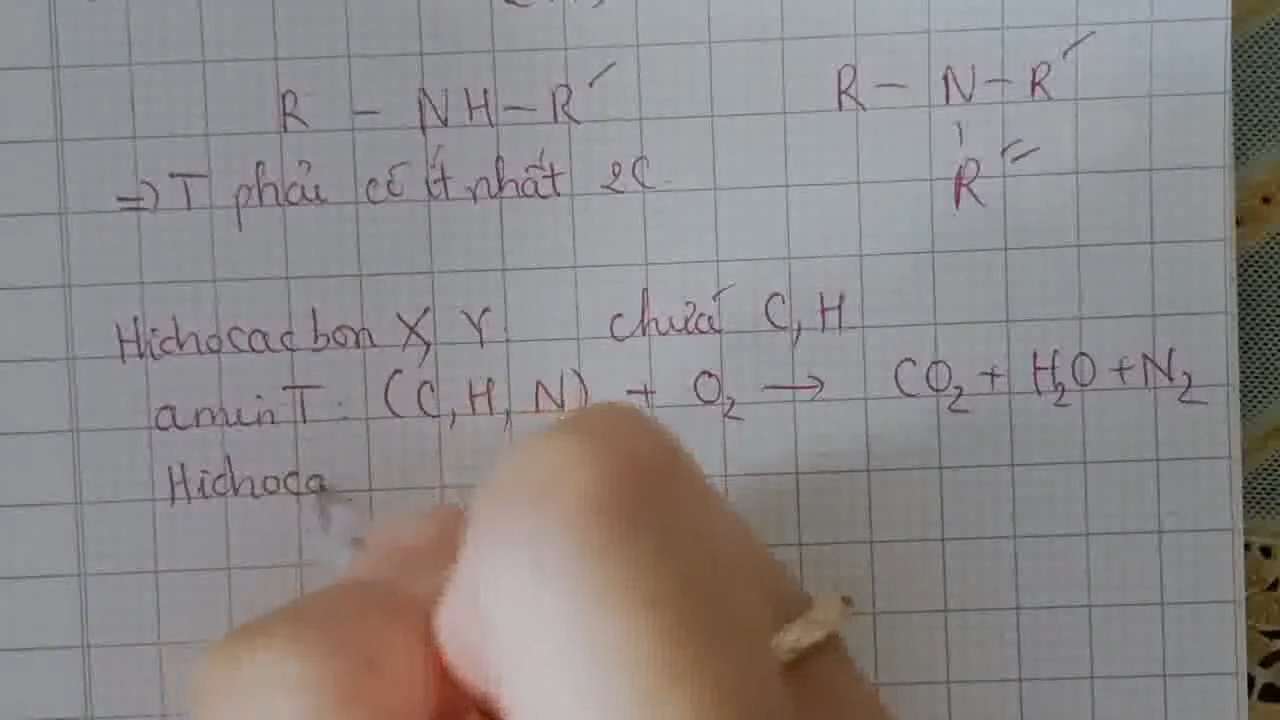 R - NH - R'      R - N - R'
R''
=> T phải có ít nhất 2C
Hiđrocacbon X, Y chứa C, H
amin T: (C, H, N) + O₂ → CO₂ + H₂O + N₂
Hiđroca